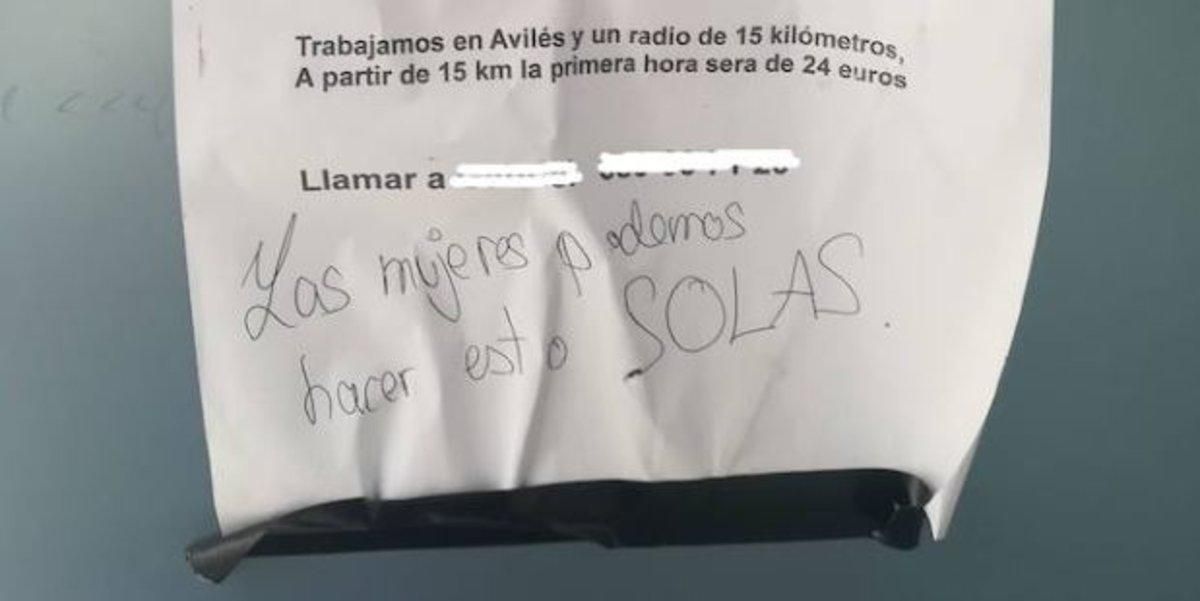 Trabajamos en Avilés y un radio de 15 kilómetros,
A partir de 15 km la primera hora sera de 24 euros
Llamar a
Las mujeres podemos
hacer esto SOLAS.